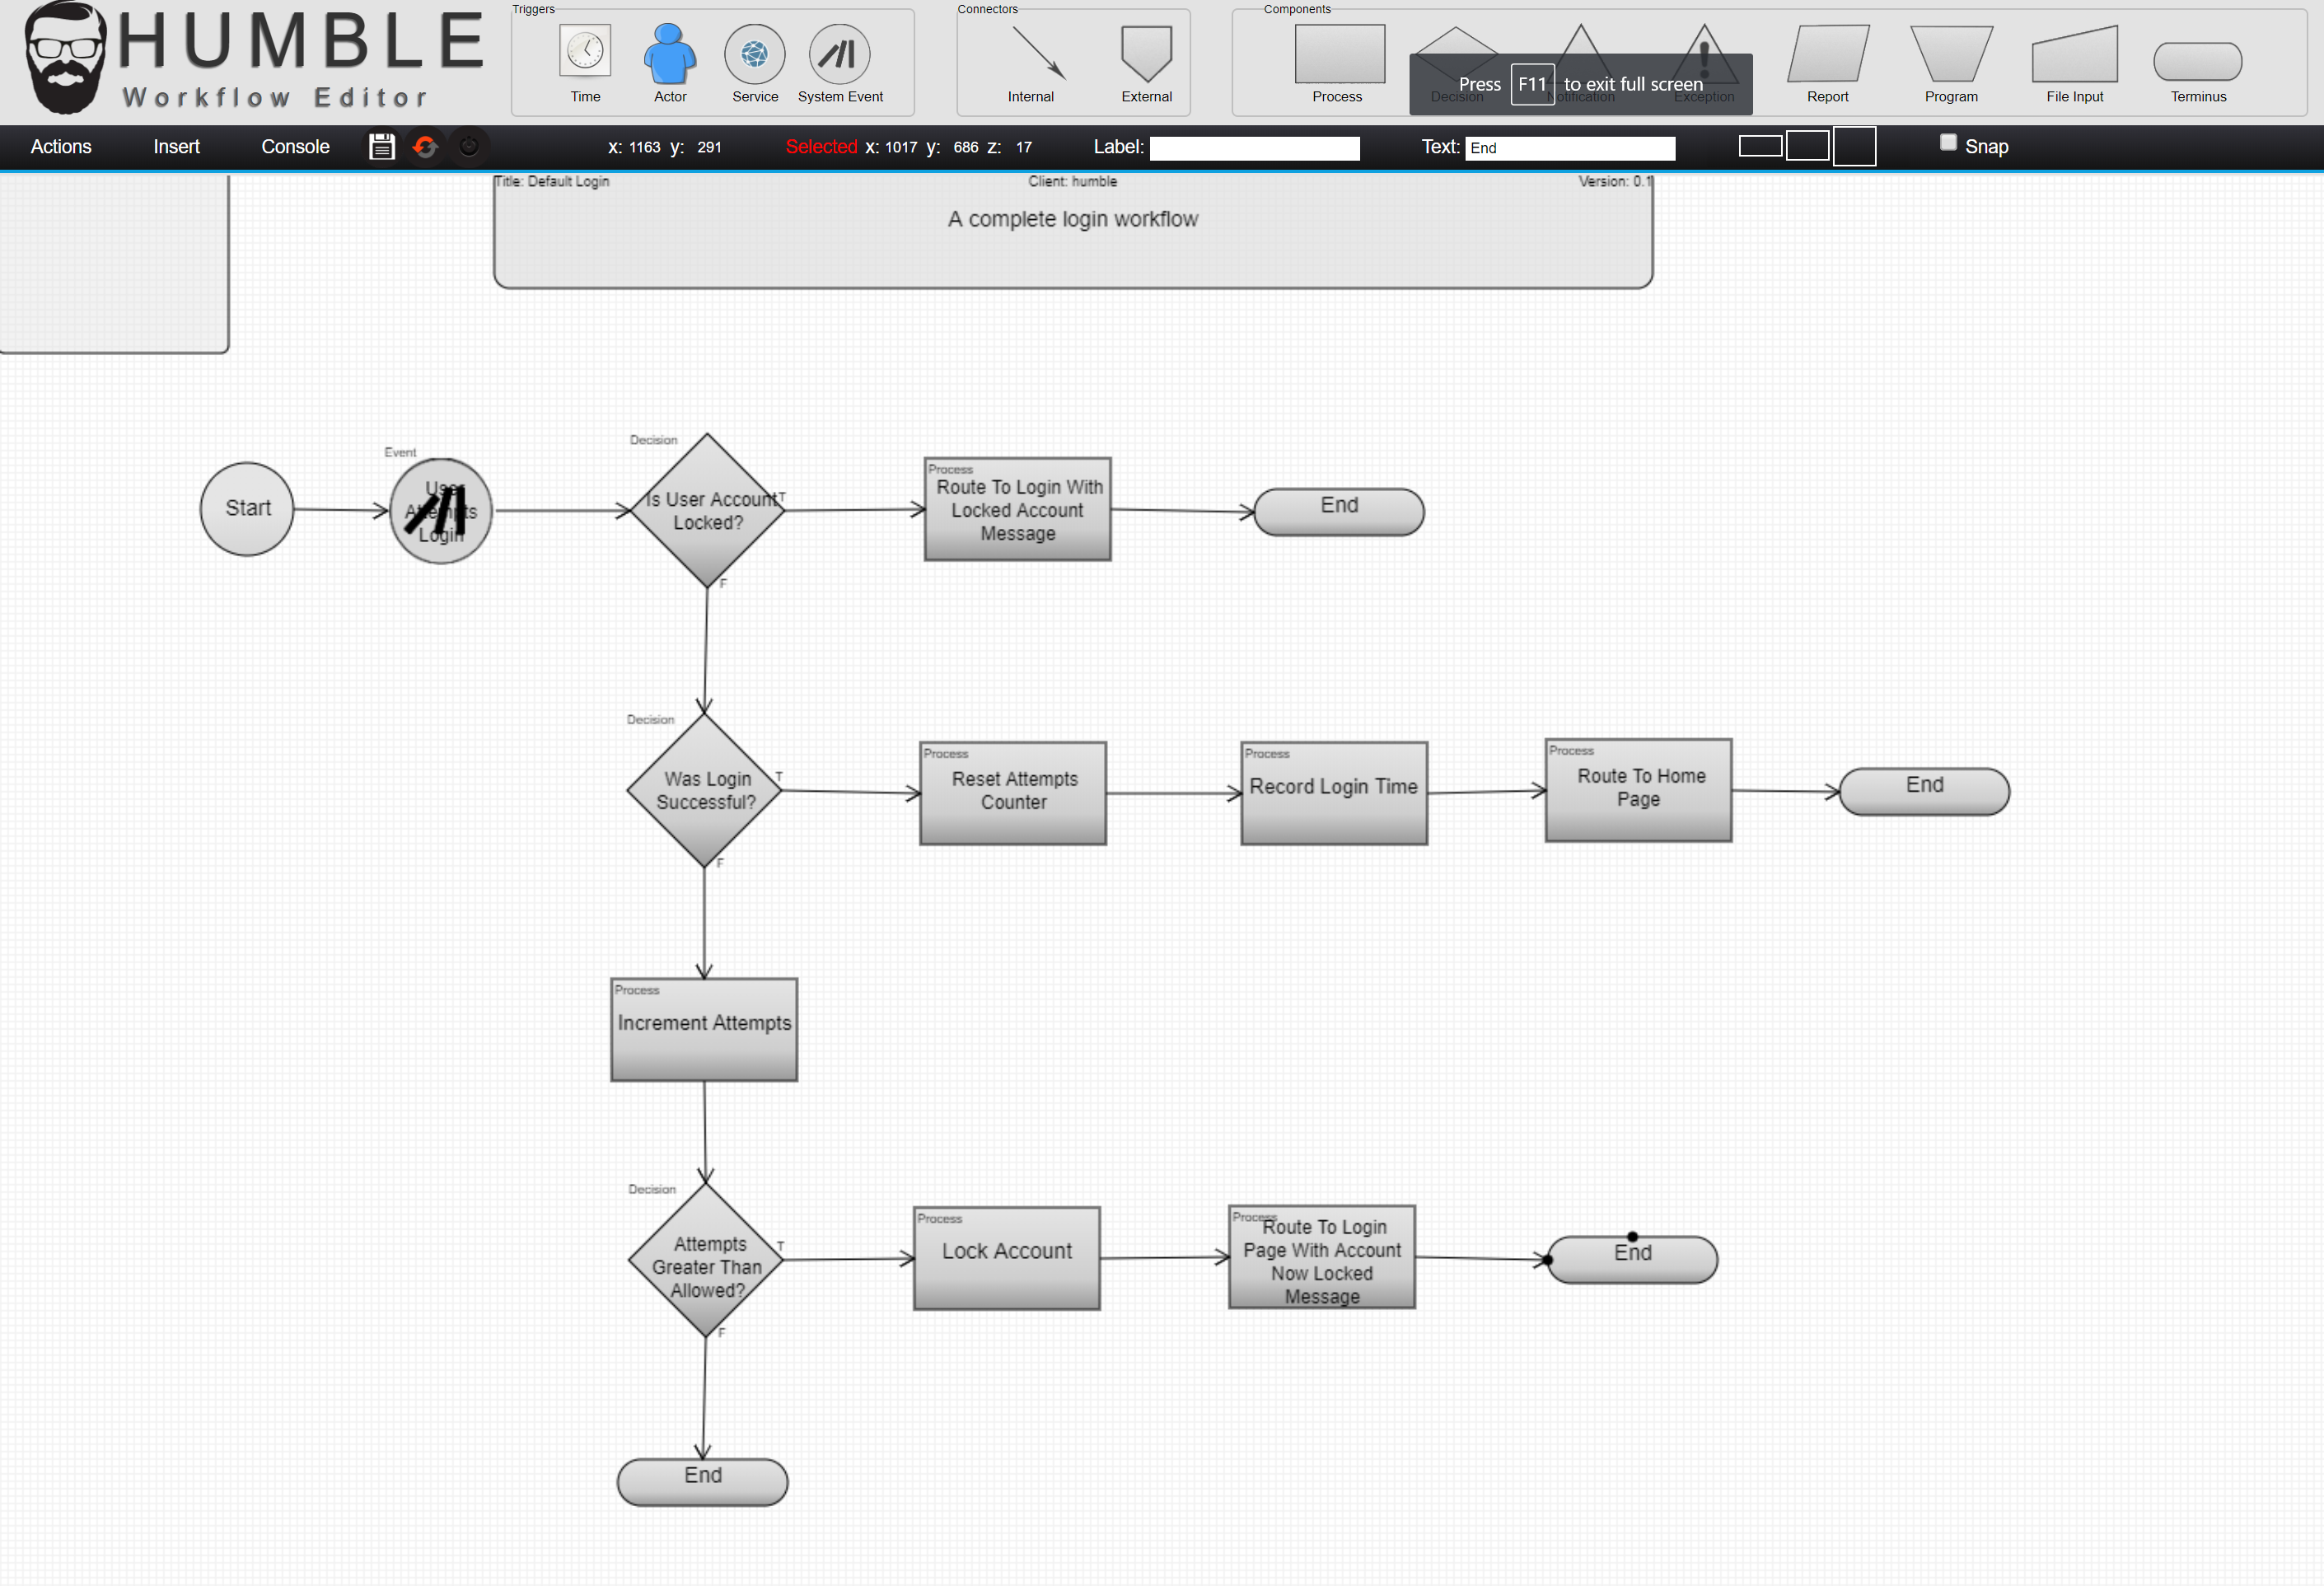 HUMBLE
Workflow Editor
Triggers
Time
Actor
Service
System Event
Connectors
Internal
External
Components
Process
Decision
Notification
Exception
Report
Program
File Input
Terminus
Press F11 to exit full screen
Actions
Insert
Console
x: 1163 y: 291
Selected x: 1017 y: 686 z: 17
Label:
Text: End
Snap
Title: Default Login
Client: humble
Version: 0.1
A complete login workflow
Start
Event
User
Attempts
Login
Decision
Is User Account
Locked?
T
F
Process
Route To Login With
Locked Account
Message
End
Decision
Was Login
Successful?
T
F
Process
Reset Attempts
Counter
Process
Record Login Time
Process
Route To Home
Page
End
Process
Increment Attempts
Decision
Attempts
Greater Than
Allowed?
T
F
Process
Lock Account
Process
Route To Login
Page With Account
Now Locked
Message
End
End